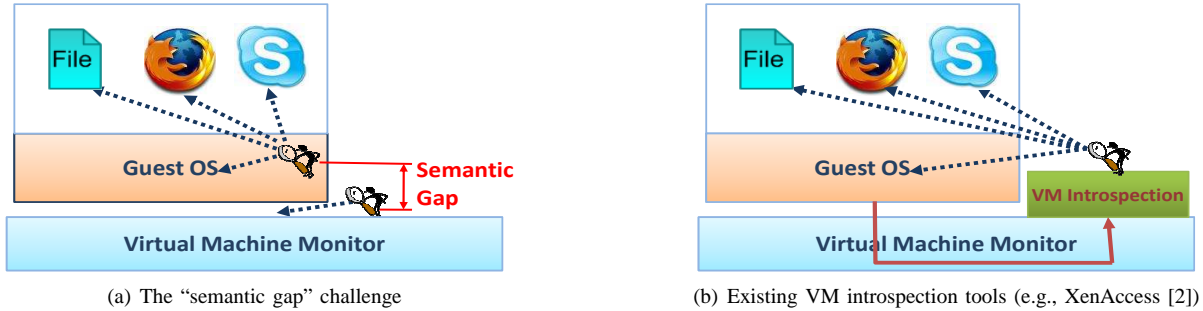 File
S
Guest OS
Semantic
Gap
Virtual Machine Monitor
(a) The “semantic gap” challenge
File
S
Guest OS
VM Introspection
Virtual Machine Monitor
(b) Existing VM introspection tools (e.g., XenAccess [2])